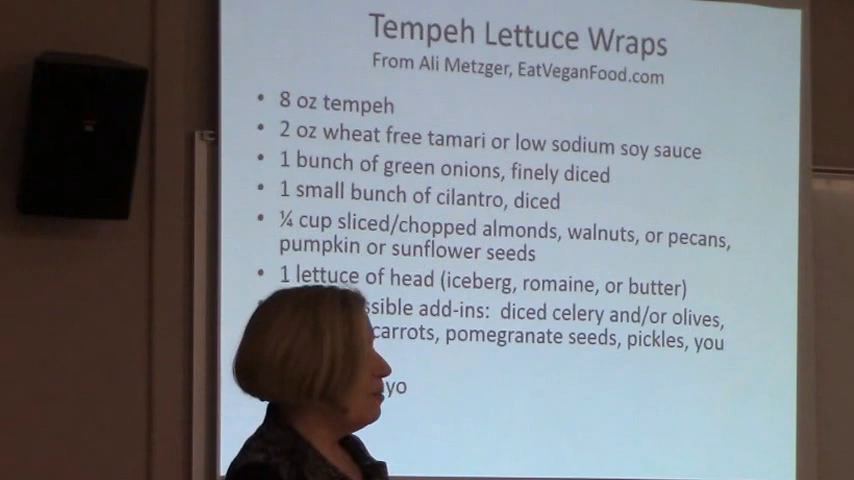 Tempeh Lettuce Wraps
From Ali Metzger, EatVeganFood.com
• 8 oz tempeh
• 2 oz wheat free tamari or low sodium soy sauce
• 1 bunch of green onions, finely diced
• 1 small bunch of cilantro, diced
• ¼ cup sliced/chopped almonds, walnuts, or pecans,
pumpkin or sunflower seeds
• 1 lettuce of head (iceberg, romaine, or butter)
add-ins: diced celery and/or olives,
carrots, pomegranate seeds, pickles, you